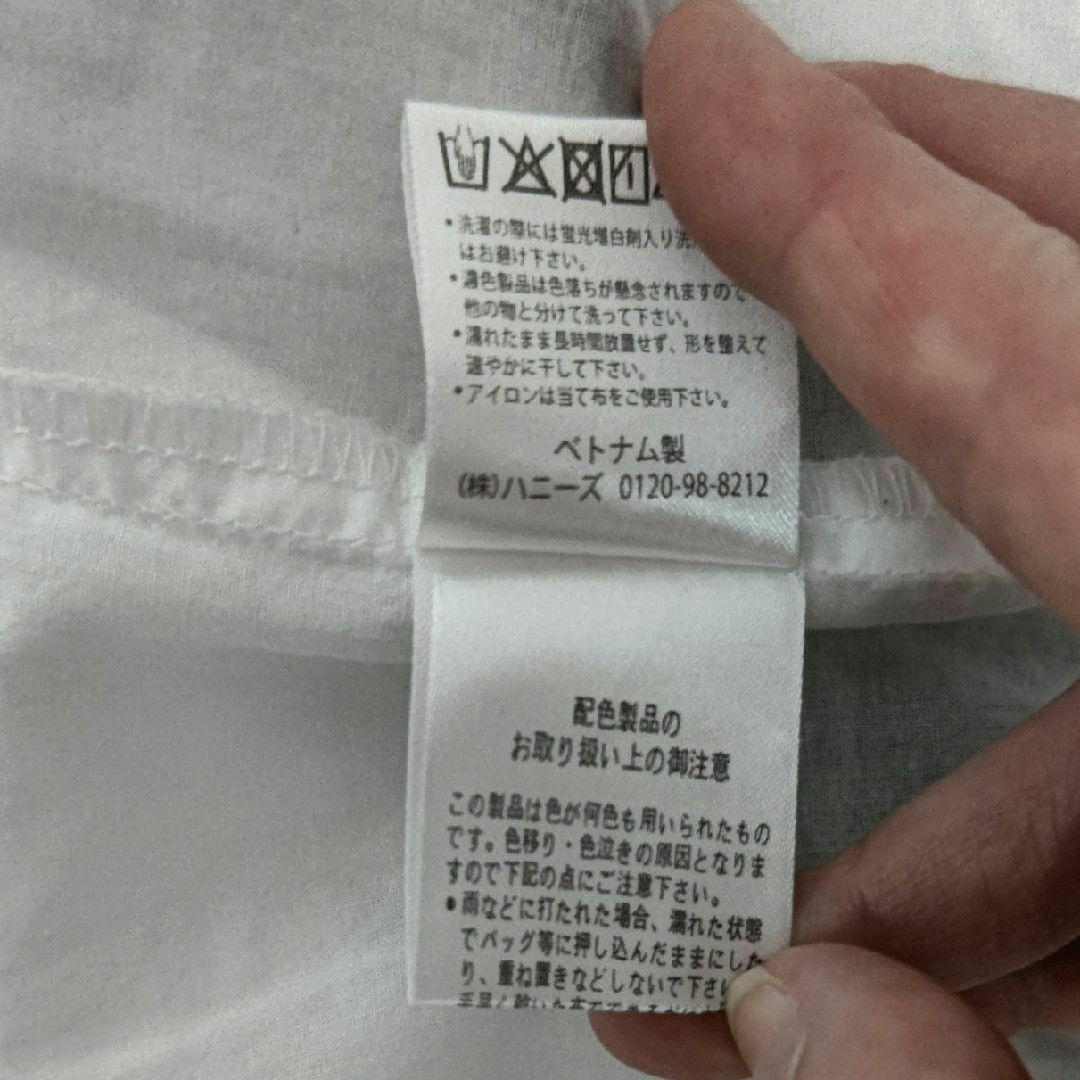 ・洗濯の際には蛍光増白剤入り洗
はお避け下さい。
・濃色製品は色落ちが懸念されますので
他の物と分けて洗って下さい。
・濡れたまま長時間放置せず、形を整えて
速やかに干して下さい。
・アイロンは当て布をご使用下さい。
ベトナム製
(株)ハニーズ 0120-98-8212
配色製品の
お取り扱い上の御注意
この製品は色が何色も用いられたもの
です。色移り・色泣きの原因となりま
すので下記の点にご注意下さい。
●雨などに打たれた場合、濡れた状態
でバッグ等に押し込んだままにした
り、重ね置きなどしないで下さい